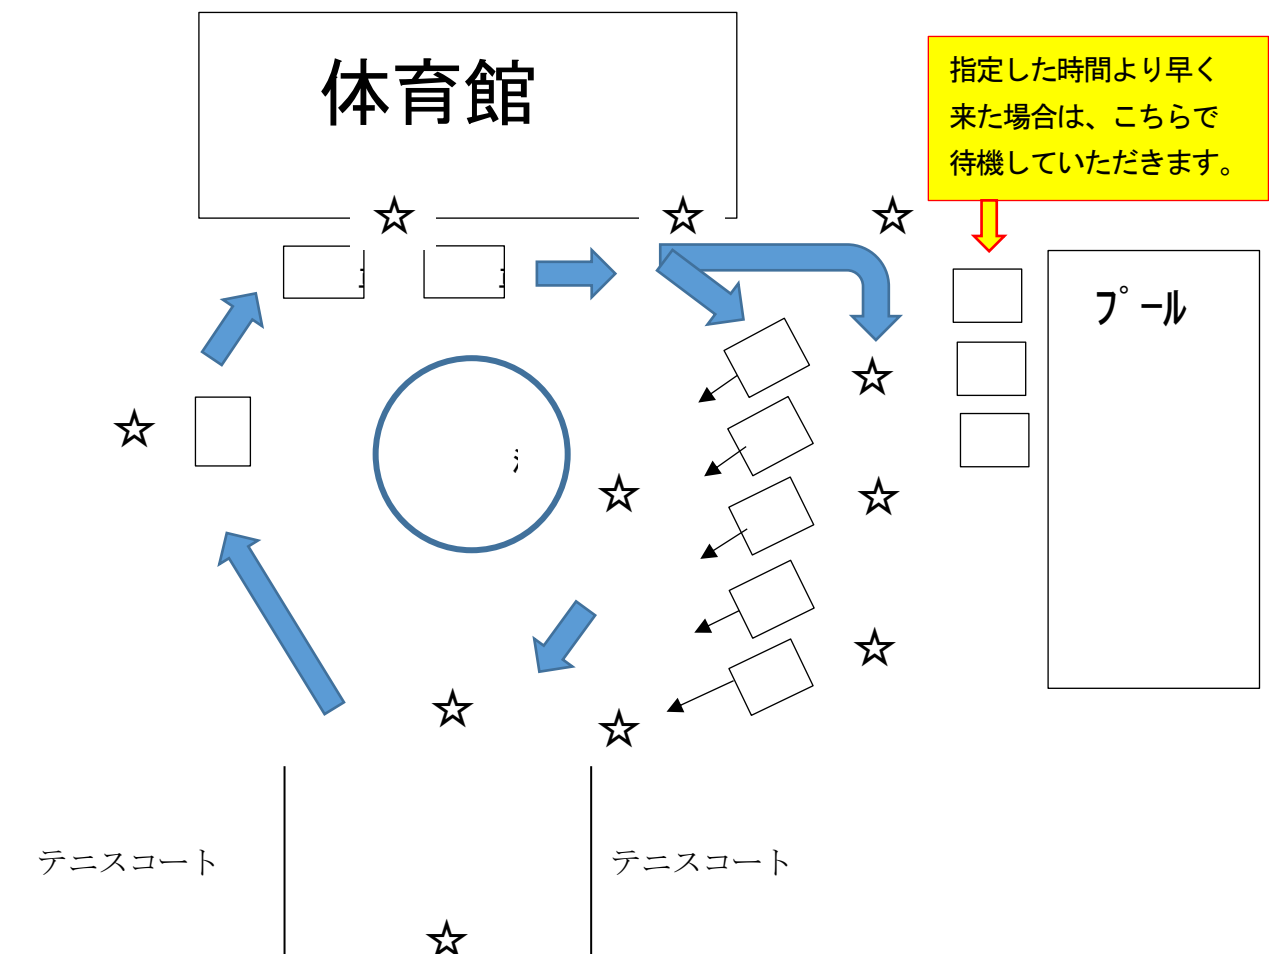 体育館
指定した時間より早く
来た場合は、こちらで
待機していただきます。
プール
テニスコート
テニスコート